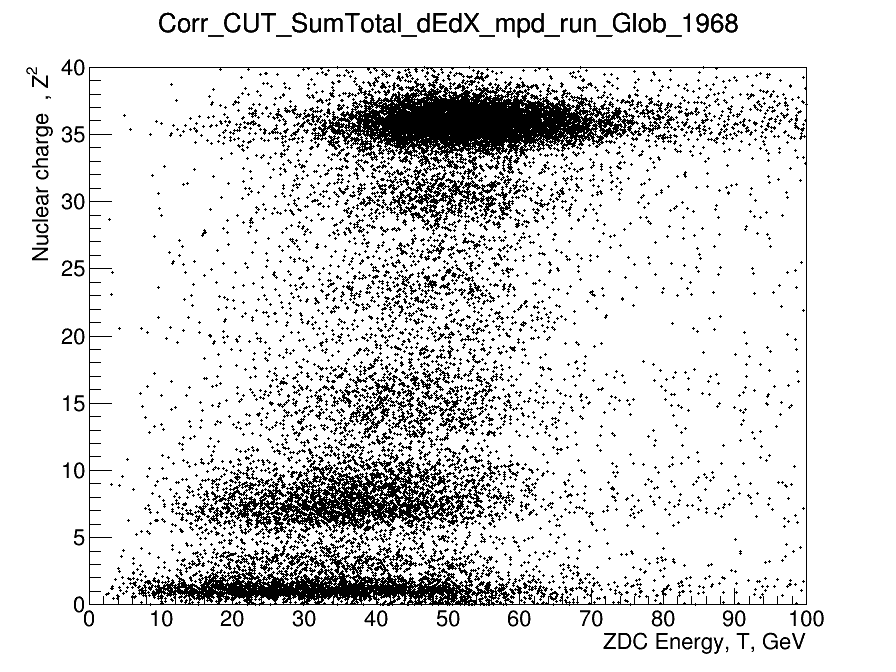 Corr_CUT_SumTotal_dEdX_mpd_run_Glob_1968
Nuclear charge , Z²
40
35
30
25
20
15
10
5
0
0 10 20 30 40 50 60 70 80 90 100
ZDC Energy, T, GeV